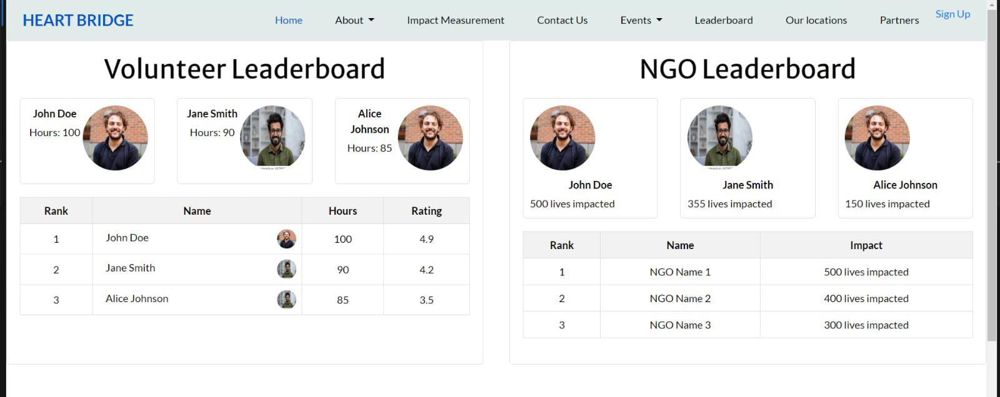 HEART BRIDGE
Home About Impact Measurement Contact Us Events Leaderboard Our locations Partners Sign Up
Volunteer Leaderboard
John Doe
Hours: 100
Jane Smith
Hours: 90
Alice
Johnson
Hours: 85
Rank Name Hours Rating
1 John Doe 100 4.9
2 Jane Smith 90 4.2
3 Alice Johnson 85 3.5
NGO Leaderboard
John Doe
500 lives impacted
Jane Smith
355 lives impacted
Alice Johnson
150 lives impacted
Rank Name Impact
1 NGO Name 1 500 lives impacted
2 NGO Name 2 400 lives impacted
3 NGO Name 3 300 lives impacted